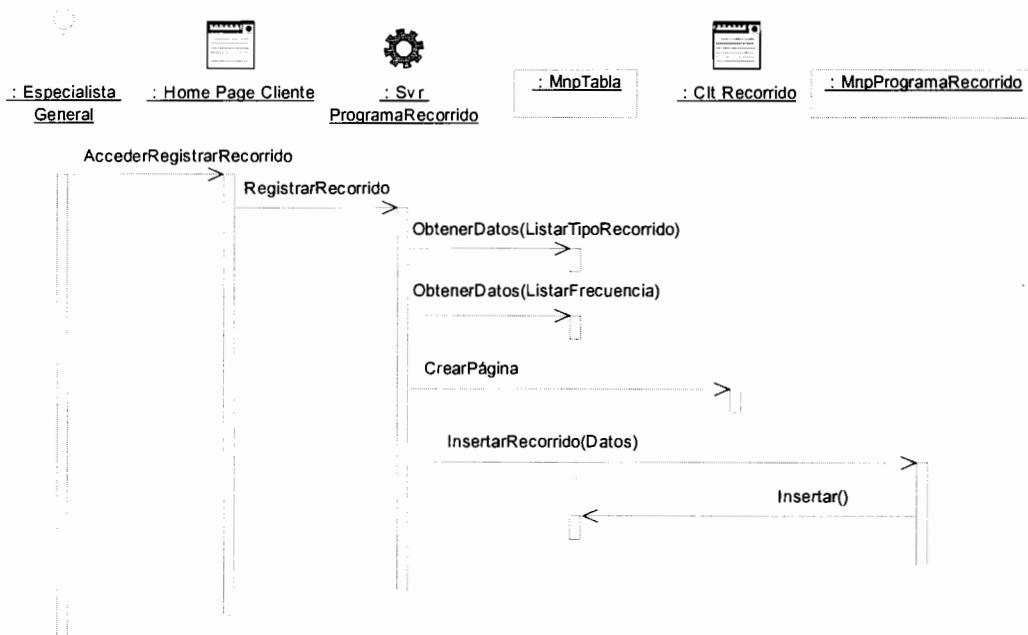 : Especialista
General
: Home Page Cliente
: Svr
ProgramaRecorrido
: MnpTabla
: Clt Recorrido
: MnpProgramaRecorrido
AccederRegistrarRecorrido
RegistrarRecorrido
ObtenerDatos(ListarTipoRecorrido)
ObtenerDatos(ListarFrecuencia)
CrearPágina
InsertarRecorrido(Datos)
Insertar()